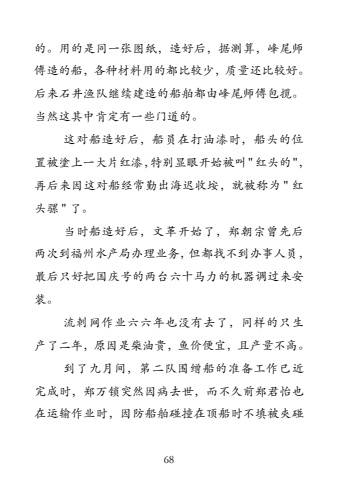 的。用的是同一张图纸，造好后，据测算，峰尾师
傅造的船，各种材料用的都比较少，质量还比较好。
后来石井渔队继续建造的船舶都由峰尾师傅包揽。
当然这其中肯定有一些门道的。
这对船造好后，船员在打油漆时，船头的位
置被涂上一大片红漆，特别显眼开始被叫"红头的"，
再后来因这对船经常勤出海迟收垵，就被称为"红
头骡"了。
当时船造好后，文革开始了，郑朝宗曾先后
两次到福州水产局办理业务，但都找不到办事人员，
最后只好把国庆号的两台六十马力的机器调过来安
装。
流刺网作业六六年也没有去了，同样的只生
产了二年，原因是柴油贵，鱼价便宜，且产量不高。
到了九月间，第二队围缯船的准备工作已近
完成时，郑万锁突然因病去世，而不久前郑君怡也
在运输作业时，因防船舶碰撞在顶船时不填被夹碰
68